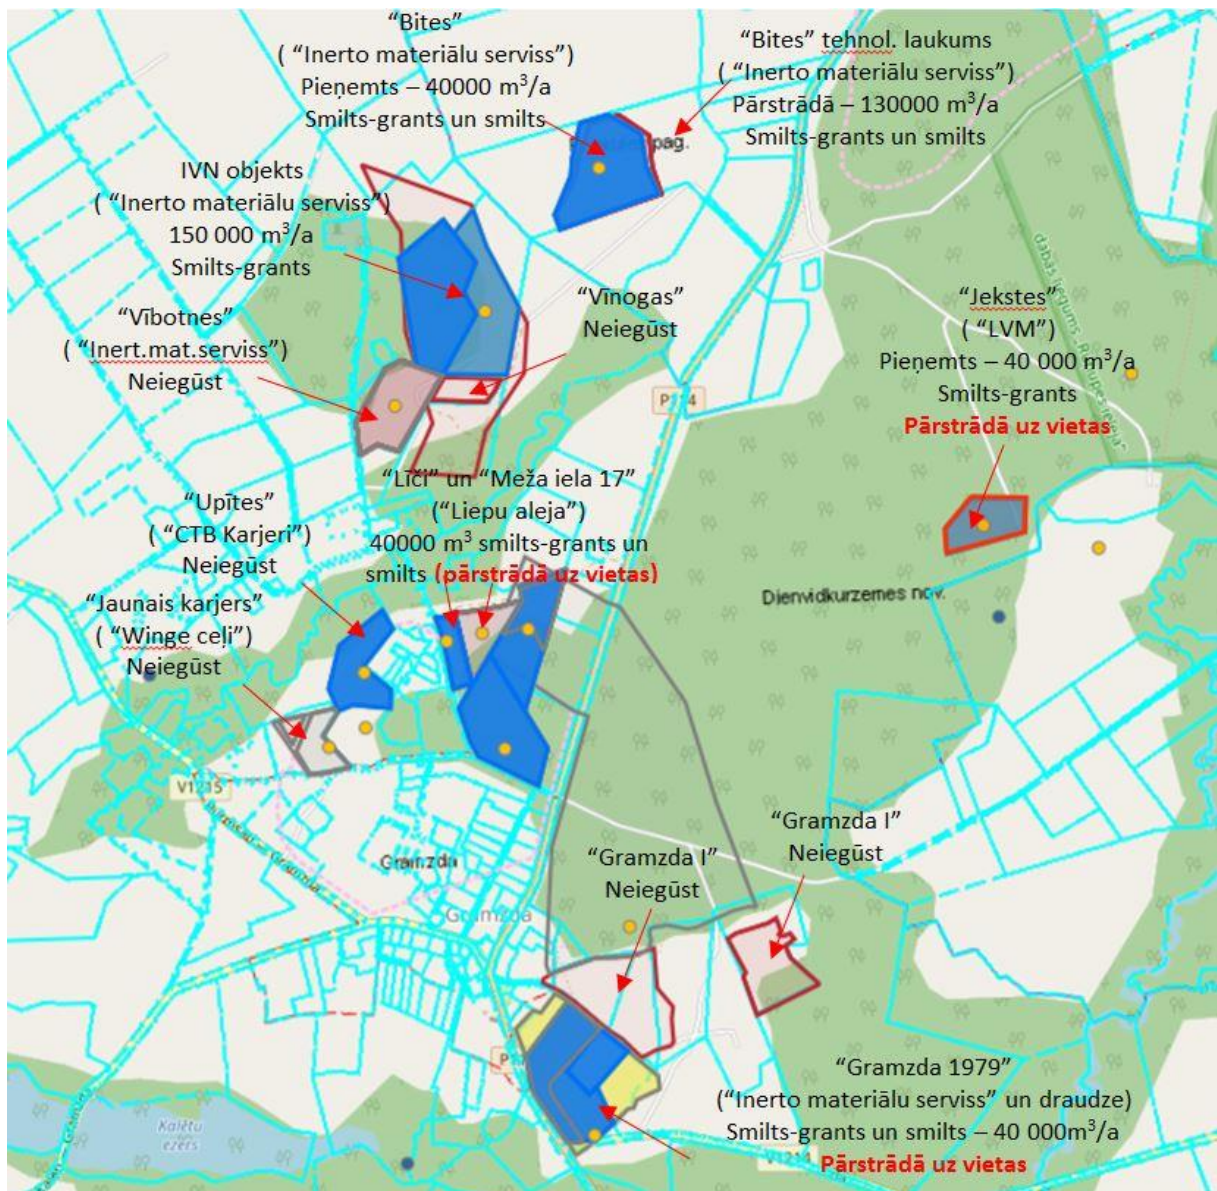 “Bites”
( “Inerto materiālu serviss”)
Pieņemts – 40000 m³/a
Smilts-grants un smilts
“Bites” tehnol. laukums
( “Inerto materiālu serviss”)
Pārstrādā – 130000 m³/a
Smilts-grants un smilts
pag.
IVN objekts
( “Inerto materiālu serviss”)
150 000 m³/a
Smilts-grants
“Vībotnes”
( “Inert.mat.serviss”)
Neiegūst
“Vīnogas”
Neiegūst
“Jekstes”
( “LVM”)
Pieņemts – 40 000 m³/a
Smilts-grants
Pārstrādā uz vietas
dabas liegums
“Līči” un “Meža iela 17”
(“Liepu aleja”)
40000 m³ smilts-grants un
smilts (pārstrādā uz vietas)
“Upītes”
( “CTB Karjeri”)
Neiegūst
“Jaunais karjers”
( “Winge ceļi”)
Neiegūst
Dienvidkurzemes nov.
V1215
“Gramzda I”
Neiegūst
“Gramzda I”
Neiegūst
Gramzda
Gramzda
“Gramzda 1979”
(“Inerto materiālu serviss” un draudze)
Smilts-grants un smilts – 40 000m³/a
Pārstrādā uz vietas
Kalētu
ezers
V1214